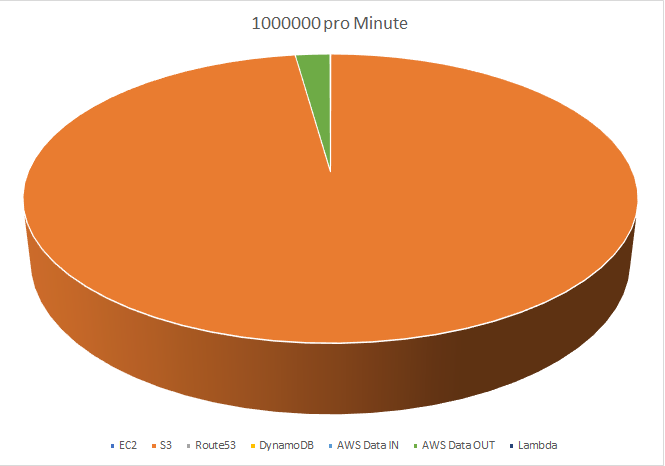 1000000 pro Minute
EC2 S3 Route53 DynamoDB AWS Data IN AWS Data OUT Lambda